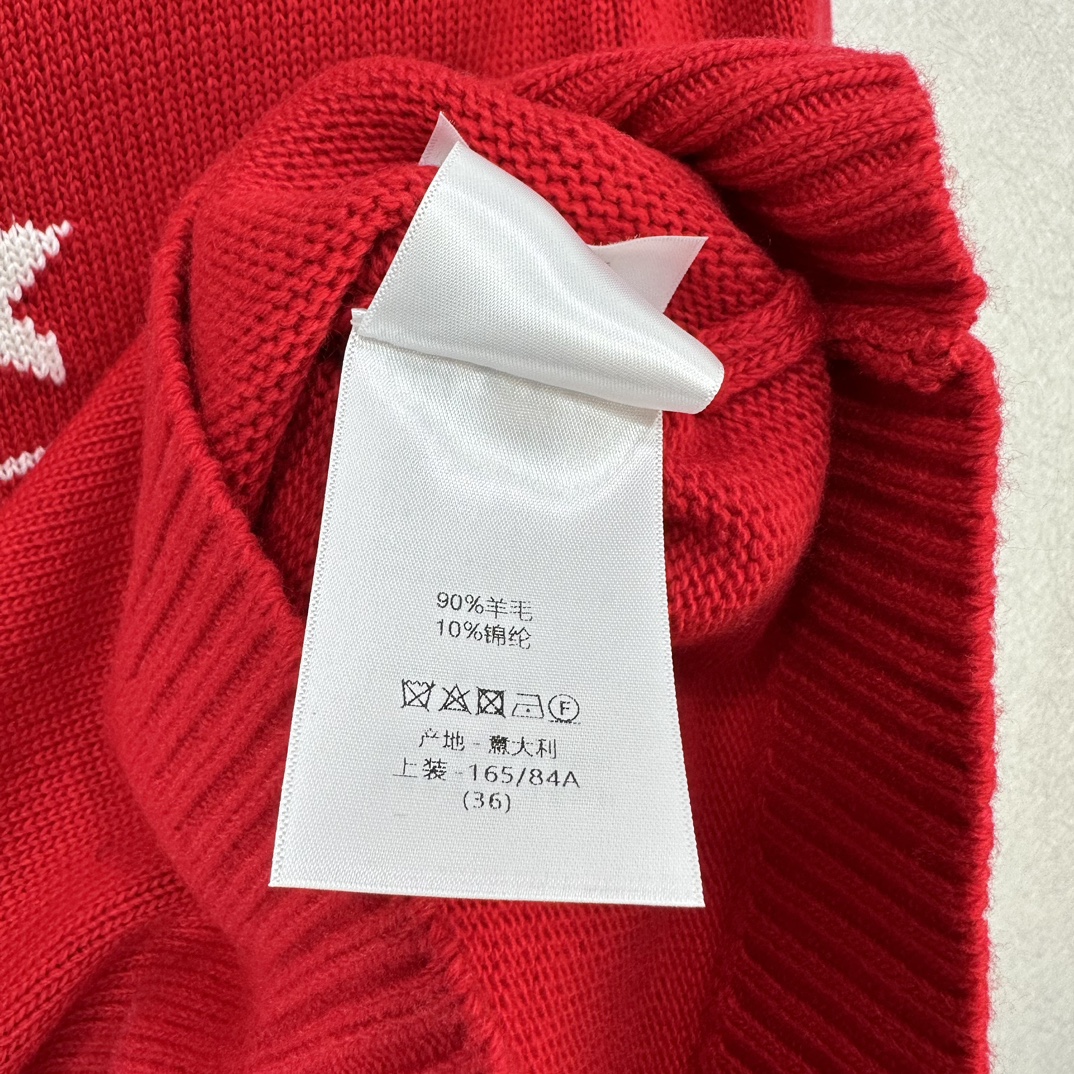 90%羊毛
10%锦纶
F
产地 - 意大利
上装 -165/84A
(36)